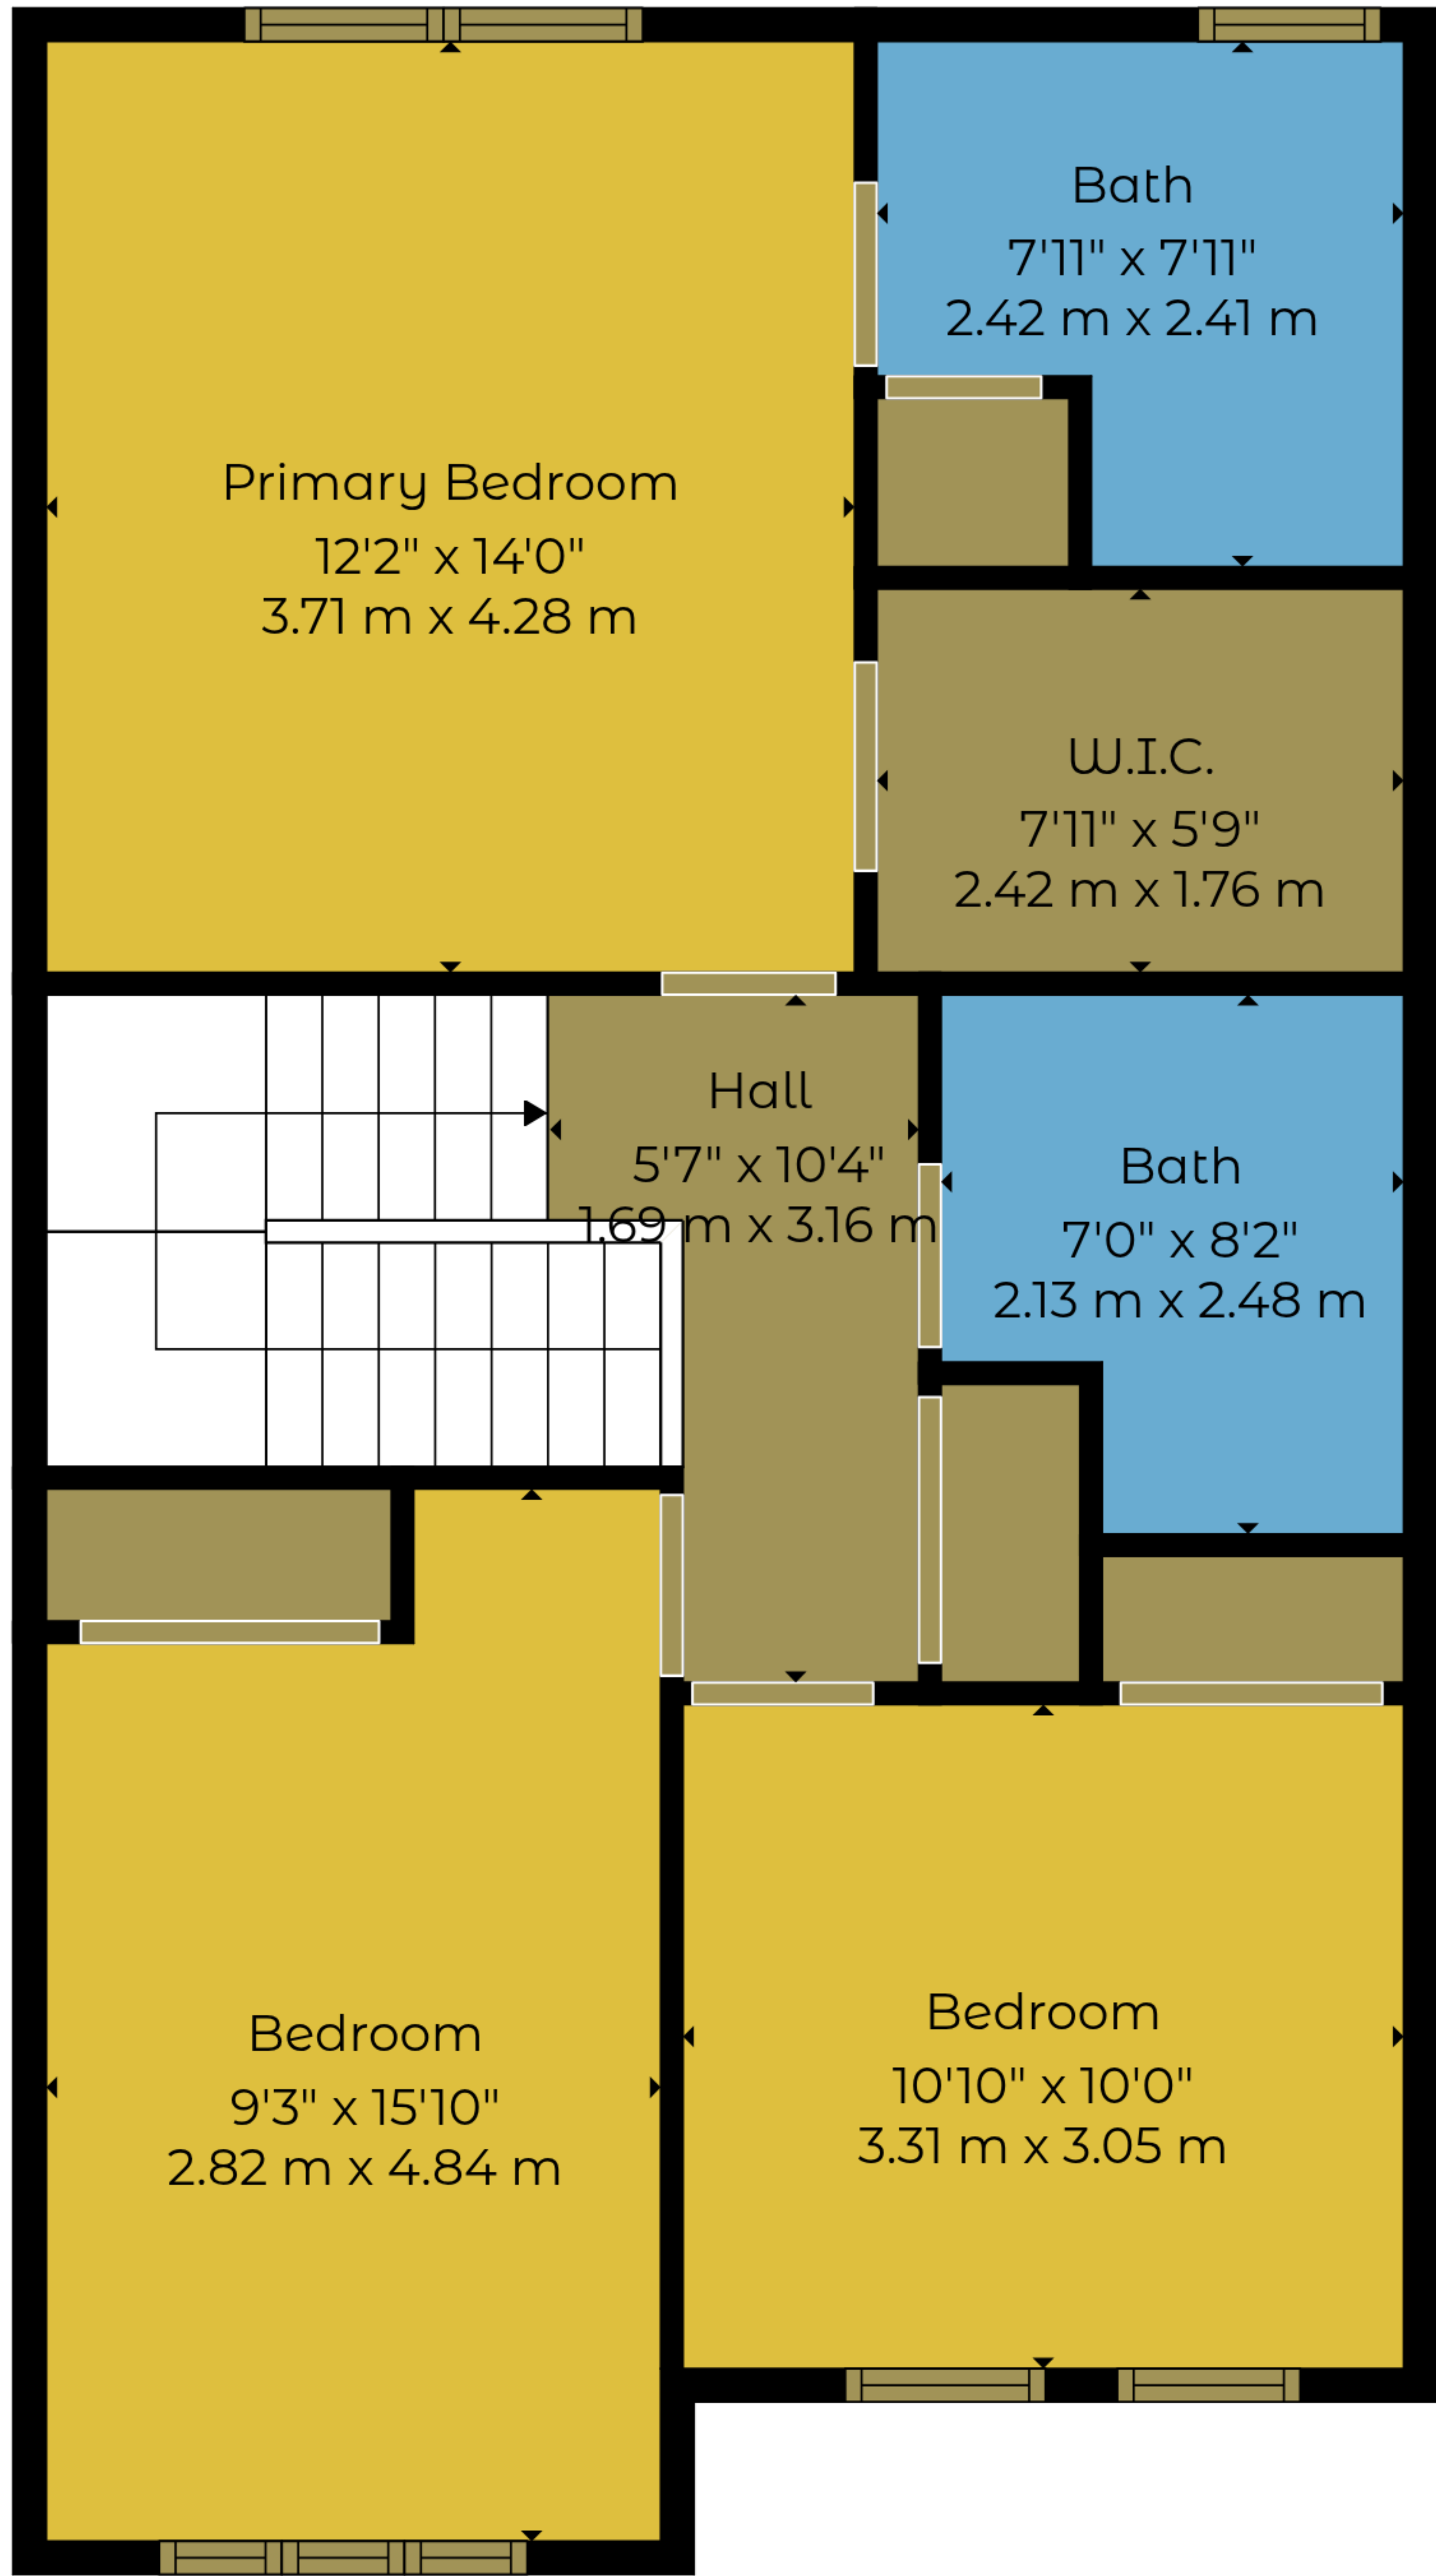 Bath
7'11" x 7'11"
2.42 m x 2.41 m
Primary Bedroom
12'2" x 14'0"
3.71 m x 4.28 m
W.I.C.
7'11" x 5'9"
2.42 m x 1.76 m
Hall
5'7" x 10'4"
1.69 m x 3.16 m
Bath
7'0" x 8'2"
2.13 m x 2.48 m
Bedroom
9'3" x 15'10"
2.82 m x 4.84 m
Bedroom
10'10" x 10'0"
3.31 m x 3.05 m